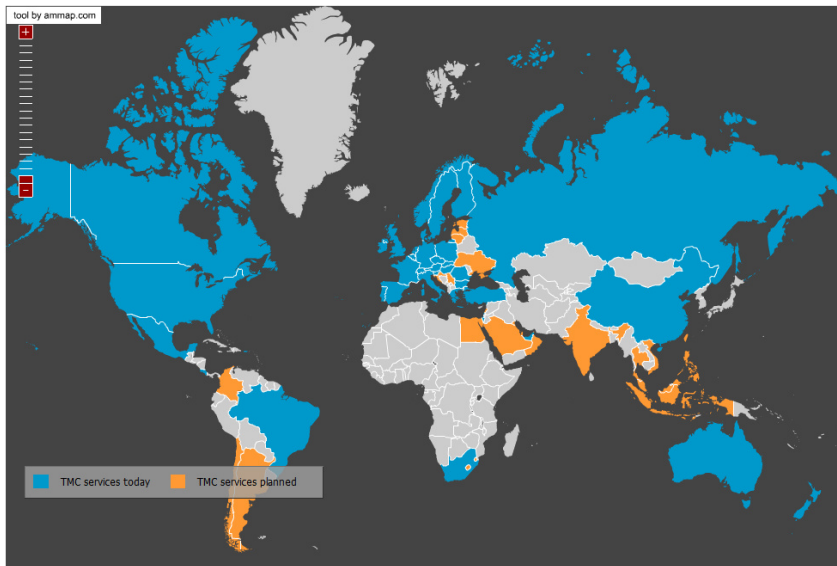 tool by ammap.com
+
−
TMC services today
TMC services planned